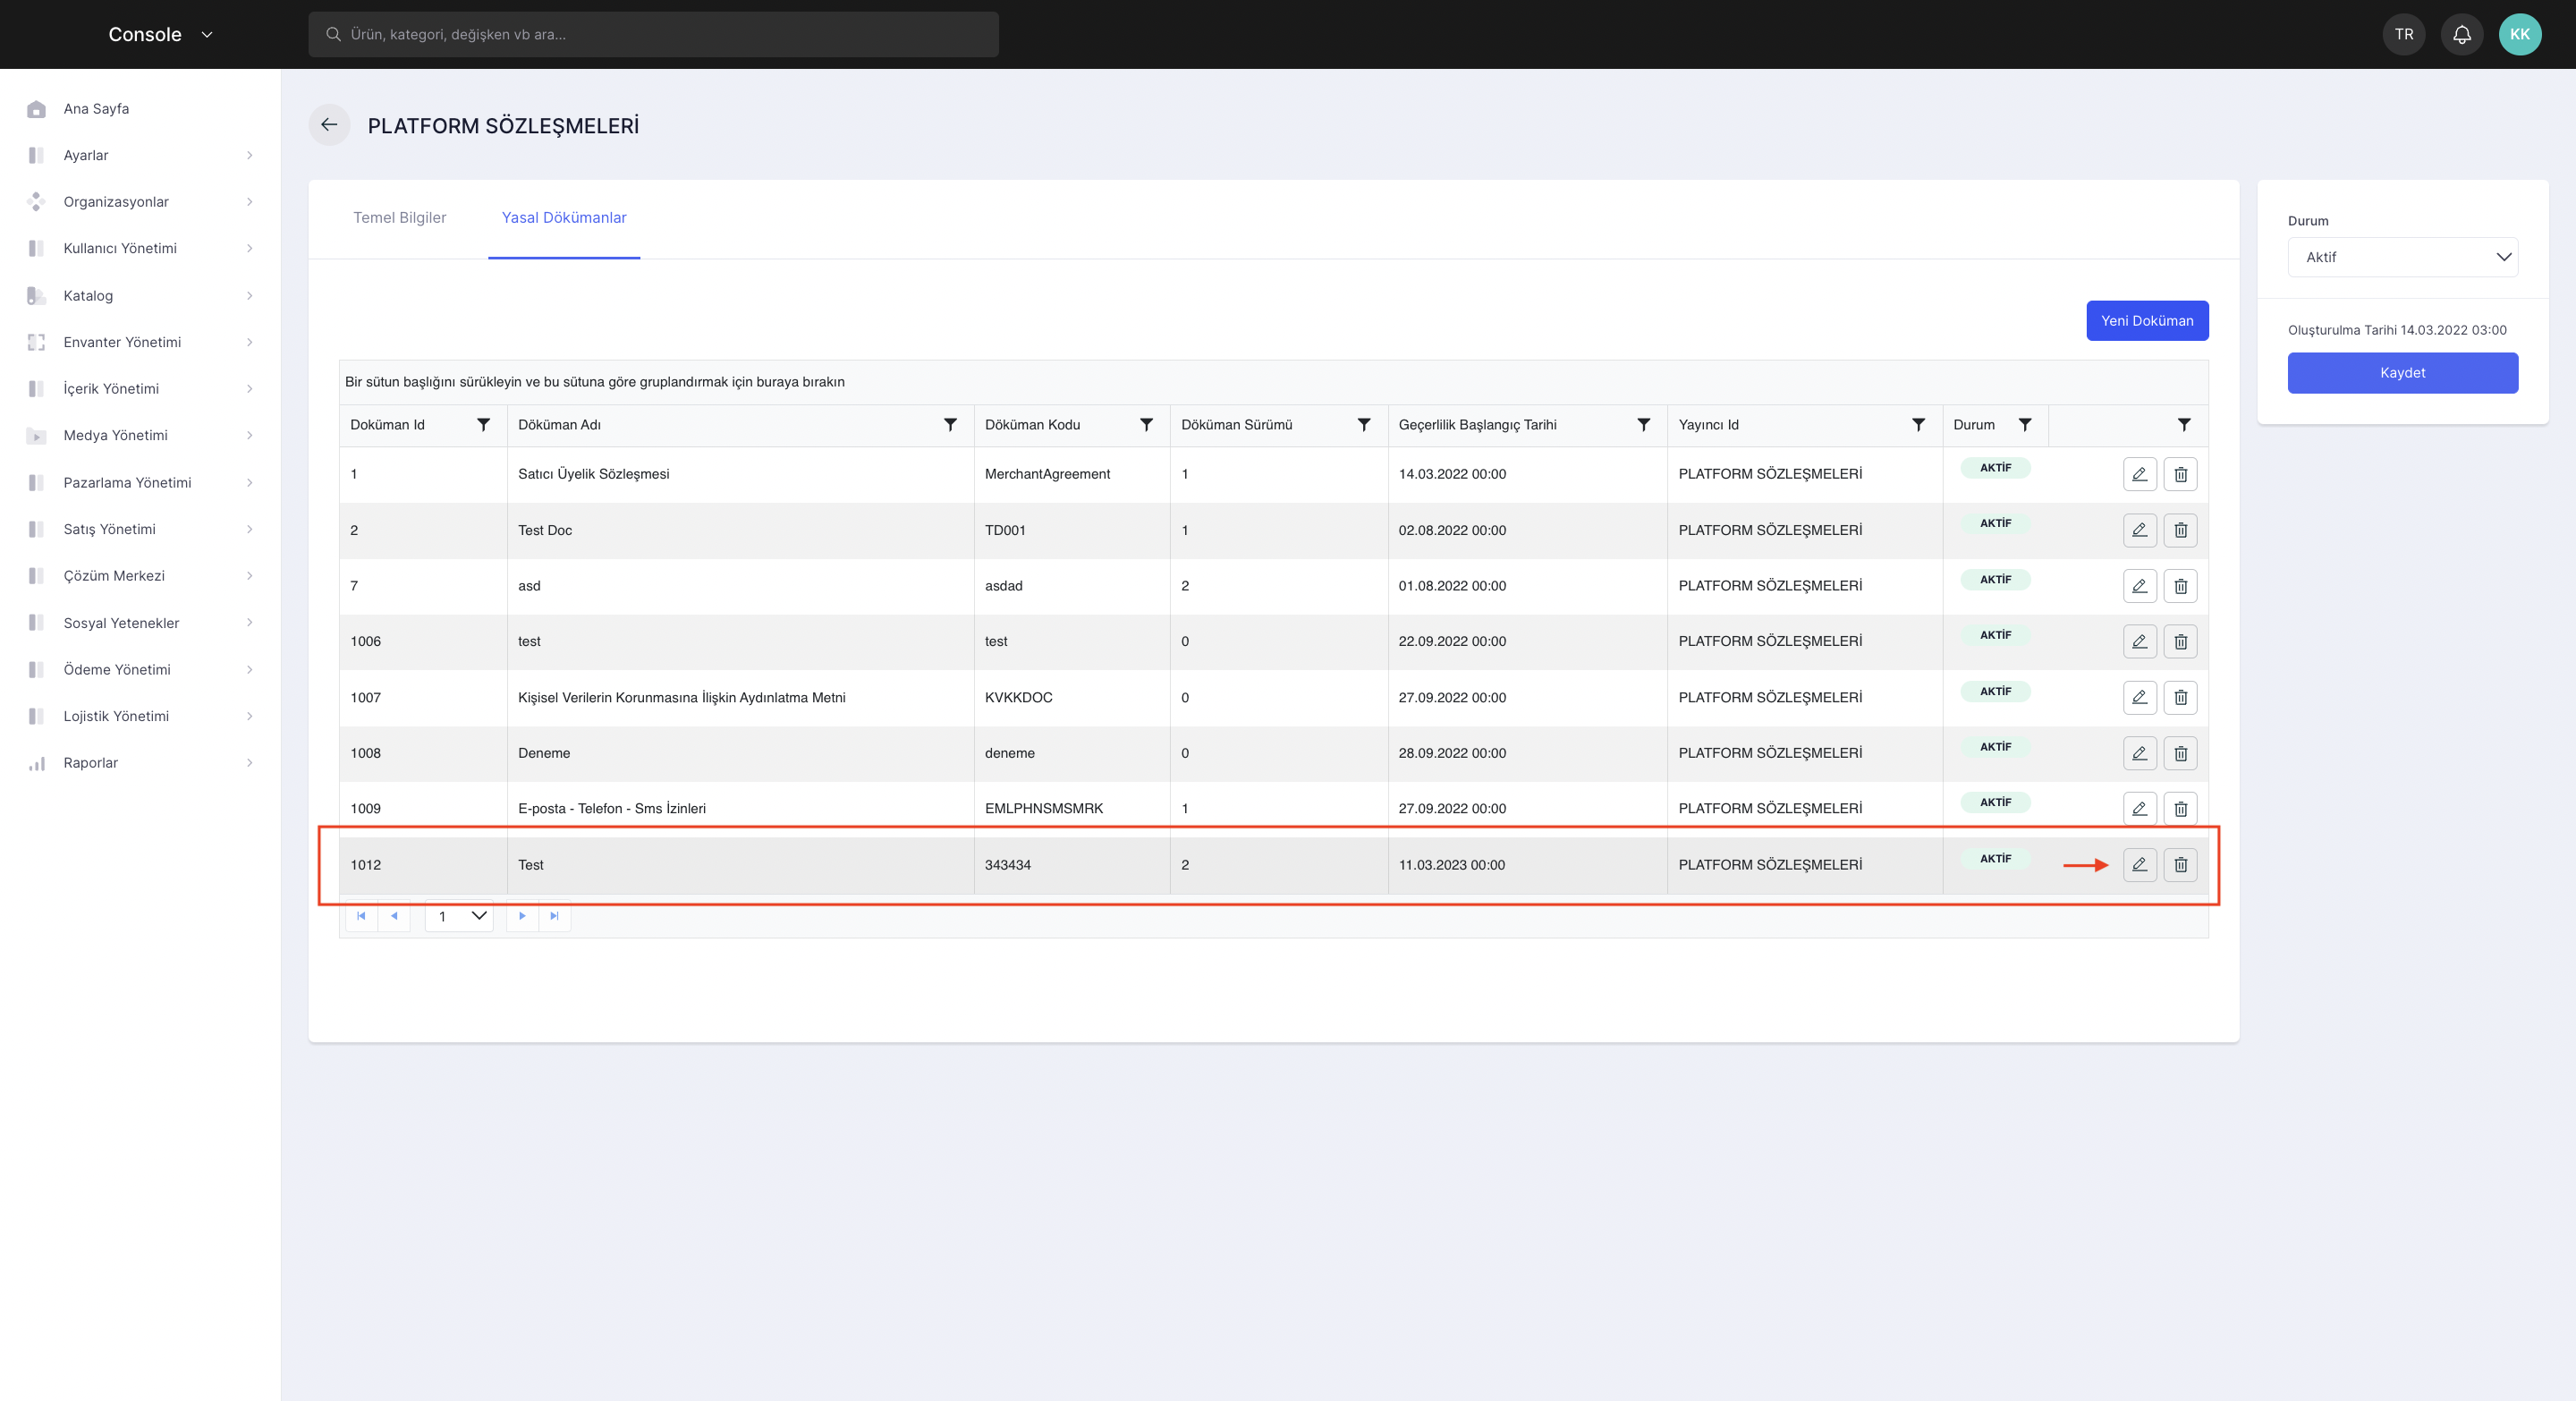 Console
Ürün, kategori, değişken vb ara...
TR
KK
Ana Sayfa
Ayarlar
Organizasyonlar
Kullanıcı Yönetimi
Katalog
Envanter Yönetimi
İçerik Yönetimi
Medya Yönetimi
Pazarlama Yönetimi
Satış Yönetimi
Çözüm Merkezi
Sosyal Yetenekler
Ödeme Yönetimi
Lojistik Yönetimi
Raporlar
PLATFORM SÖZLEŞMELERİ
Temel Bilgiler Yasal Dökümanlar
Yeni Doküman
Bir sütun başlığını sürükleyin ve bu sütuna göre gruplandırmak için buraya bırakın
Doküman Id Döküman Adı Döküman Kodu Döküman Sürümü Geçerlilik Başlangıç Tarihi Yayıncı Id Durum
1 Satıcı Üyelik Sözleşmesi MerchantAgreement 1 14.03.2022 00:00 PLATFORM SÖZLEŞMELERİ AKTİF
2 Test Doc TD001 1 02.08.2022 00:00 PLATFORM SÖZLEŞMELERİ AKTİF
7 asd asdad 2 01.08.2022 00:00 PLATFORM SÖZLEŞMELERİ AKTİF
1006 test test 0 22.09.2022 00:00 PLATFORM SÖZLEŞMELERİ AKTİF
1007 Kişisel Verilerin Korunmasına İlişkin Aydınlatma Metni KVKKDOC 0 27.09.2022 00:00 PLATFORM SÖZLEŞMELERİ AKTİF
1008 Deneme deneme 0 28.09.2022 00:00 PLATFORM SÖZLEŞMELERİ AKTİF
1009 E-posta - Telefon - Sms İzinleri EMLPHNSMSMRK 1 27.09.2022 00:00 PLATFORM SÖZLEŞMELERİ AKTİF
1012 Test 343434 2 11.03.2023 00:00 PLATFORM SÖZLEŞMELERİ AKTİF
1
Durum
Aktif
Oluşturulma Tarihi 14.03.2022 03:00
Kaydet